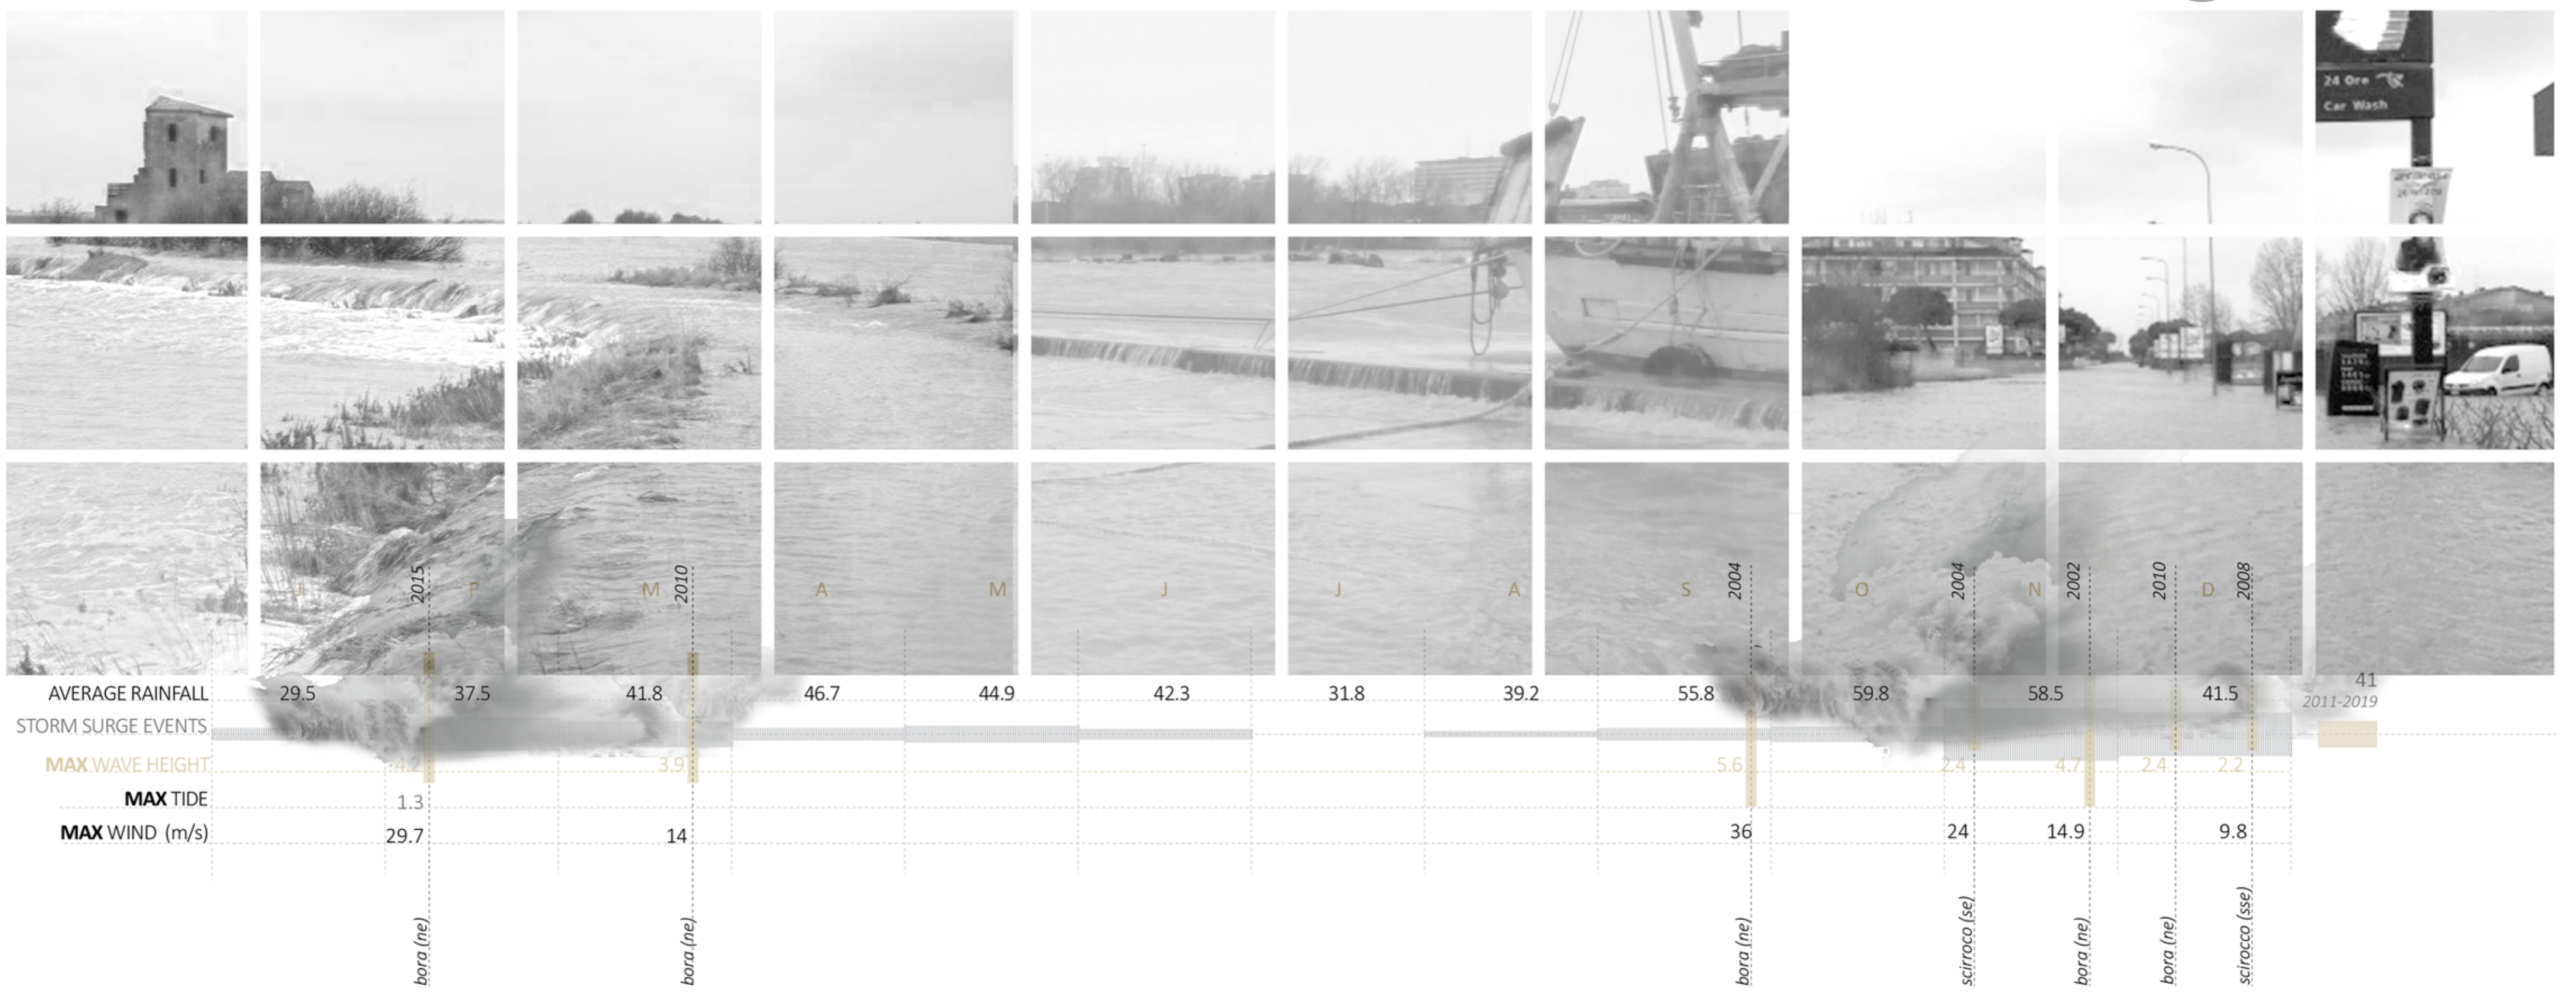 24 Ore
Car Wash
J F M A M J J A S O N D
2015 2010 2004 2004 2002 2010 2008
AVERAGE RAINFALL 29.5 37.5 41.8 46.7 44.9 42.3 31.8 39.2 55.8 59.8 58.5 41.5 41
2011-2019
STORM SURGE EVENTS
MAX WAVE HEIGHT 4.2 3.9 5.6 2.4 4.7 2.4 2.2
MAX TIDE 1.3
MAX WIND (m/s) 29.7 14 36 24 14.9 9.8
bora (ne) bora (ne) bora (ne) scirroco (se) bora (ne) bora (ne) scirocco (sse)